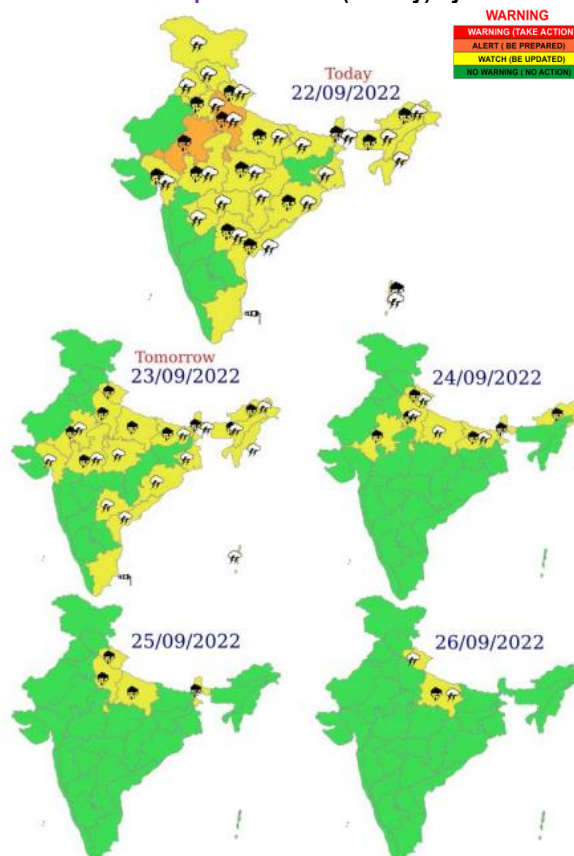 WARNING
WARNING (TAKE ACTION
ALERT ( BE PREPARED)
WATCH (BE UPDATED)
NO WARNING ( NO ACTION)
Today
22/09/2022
Tomorrow
23/09/2022
24/09/2022
25/09/2022
26/09/2022